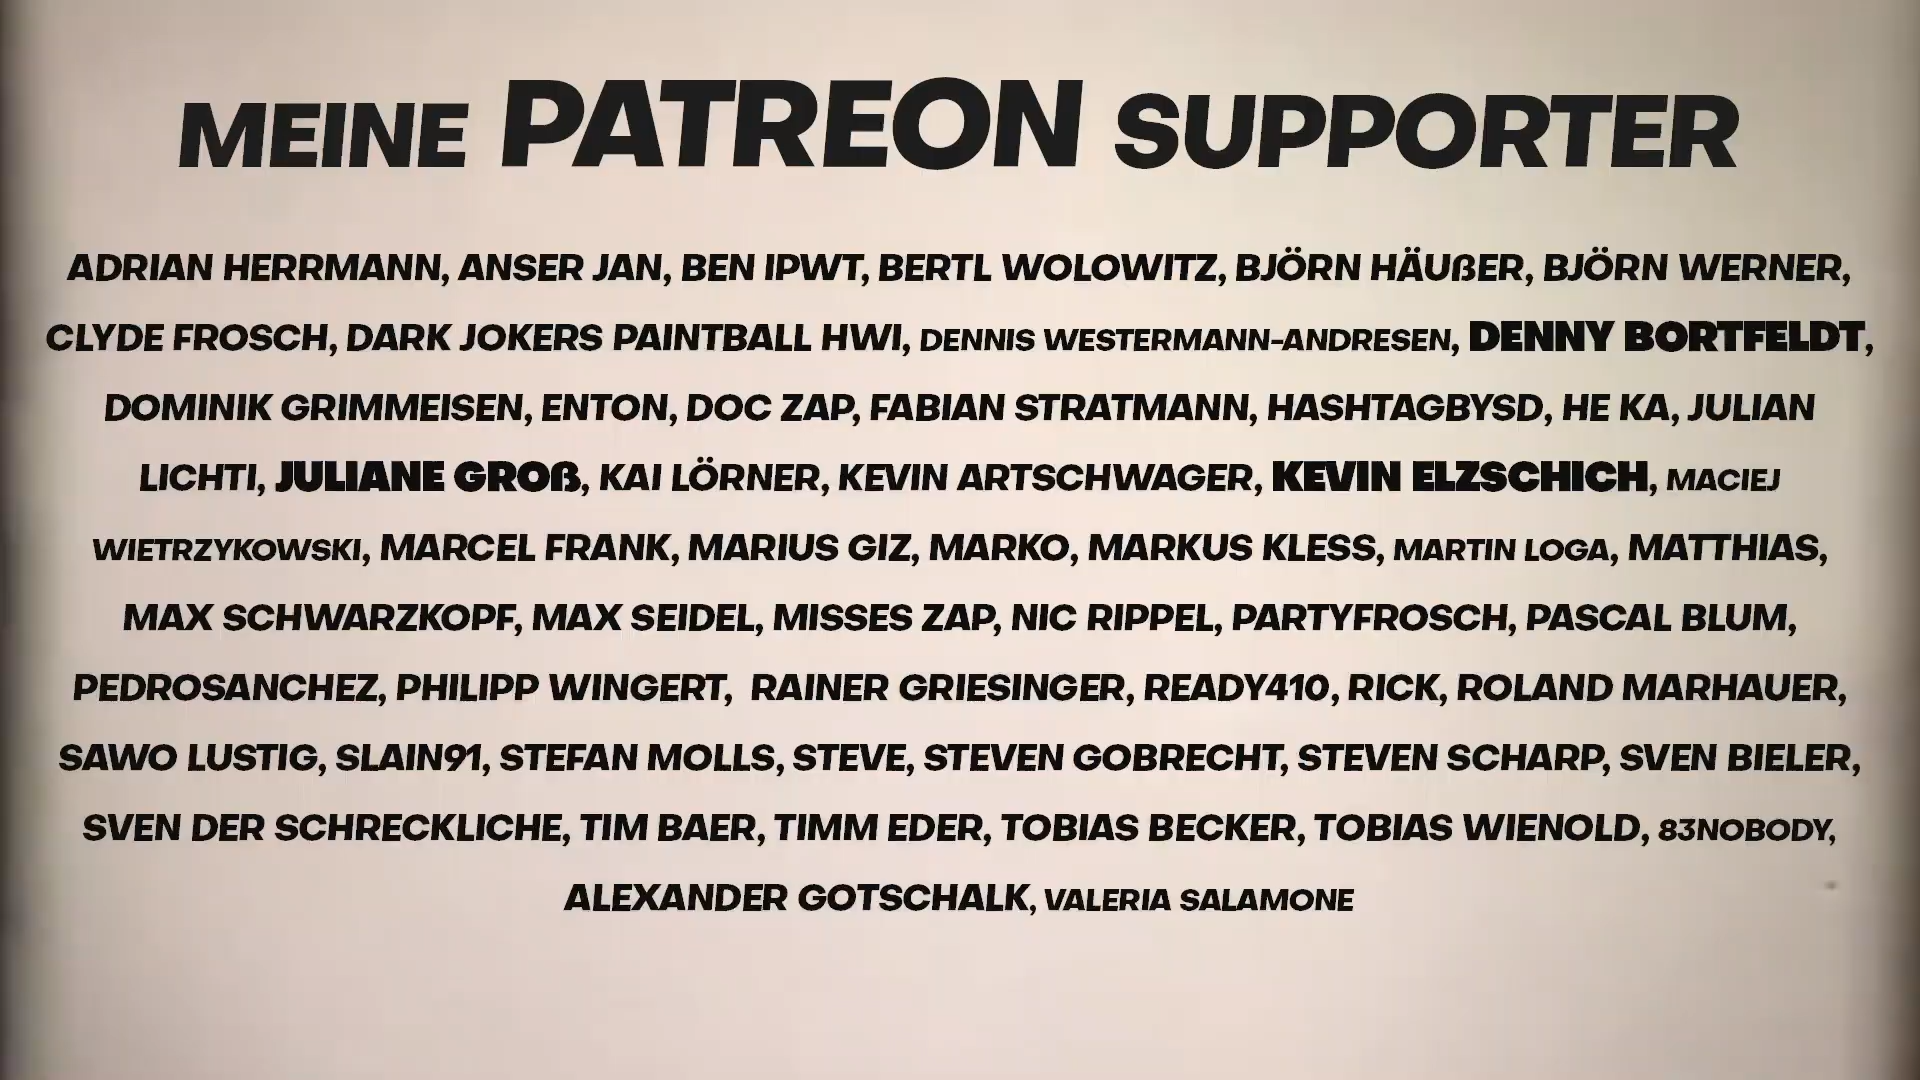 MEINE PATREON SUPPORTER
ADRIAN HERRMANN, ANSER JAN, BEN IPWT, BERTL WOLOWITZ, BJÖRN HÄUßER, BJÖRN WERNER,
CLYDE FROSCH, DARK JOKERS PAINTBALL HWI, DENNIS WESTERMANN-ANDRESEN, DENNY BORTFELDT,
DOMINIK GRIMMEISEN, ENTON, DOC ZAP, FABIAN STRATMANN, HASHTAGBYSD, HE KA, JULIAN
LICHTI, JULIANE GROß, KAI LÖRNER, KEVIN ARTSCHWAGER, KEVIN ELZSCHICH, MACIEJ
WIETRZYKOWSKI, MARCEL FRANK, MARIUS GIZ, MARKO, MARKUS KLESS, MARTIN LOGA, MATTHIAS,
MAX SCHWARZKOPF, MAX SEIDEL, MISSES ZAP, NIC RIPPEL, PARTYFROSCH, PASCAL BLUM,
PEDROSANCHEZ, PHILIPP WINGERT, RAINER GRIESINGER, READY410, RICK, ROLAND MARHAUER,
SAWO LUSTIG, SLAIN91, STEFAN MOLLS, STEVE, STEVEN GOBRECHT, STEVEN SCHARP, SVEN BIELER,
SVEN DER SCHRECKLICHE, TIM BAER, TIMM EDER, TOBIAS BECKER, TOBIAS WIENOLD, 83NOBODY,
ALEXANDER GOTSCHALK, VALERIA SALAMONE